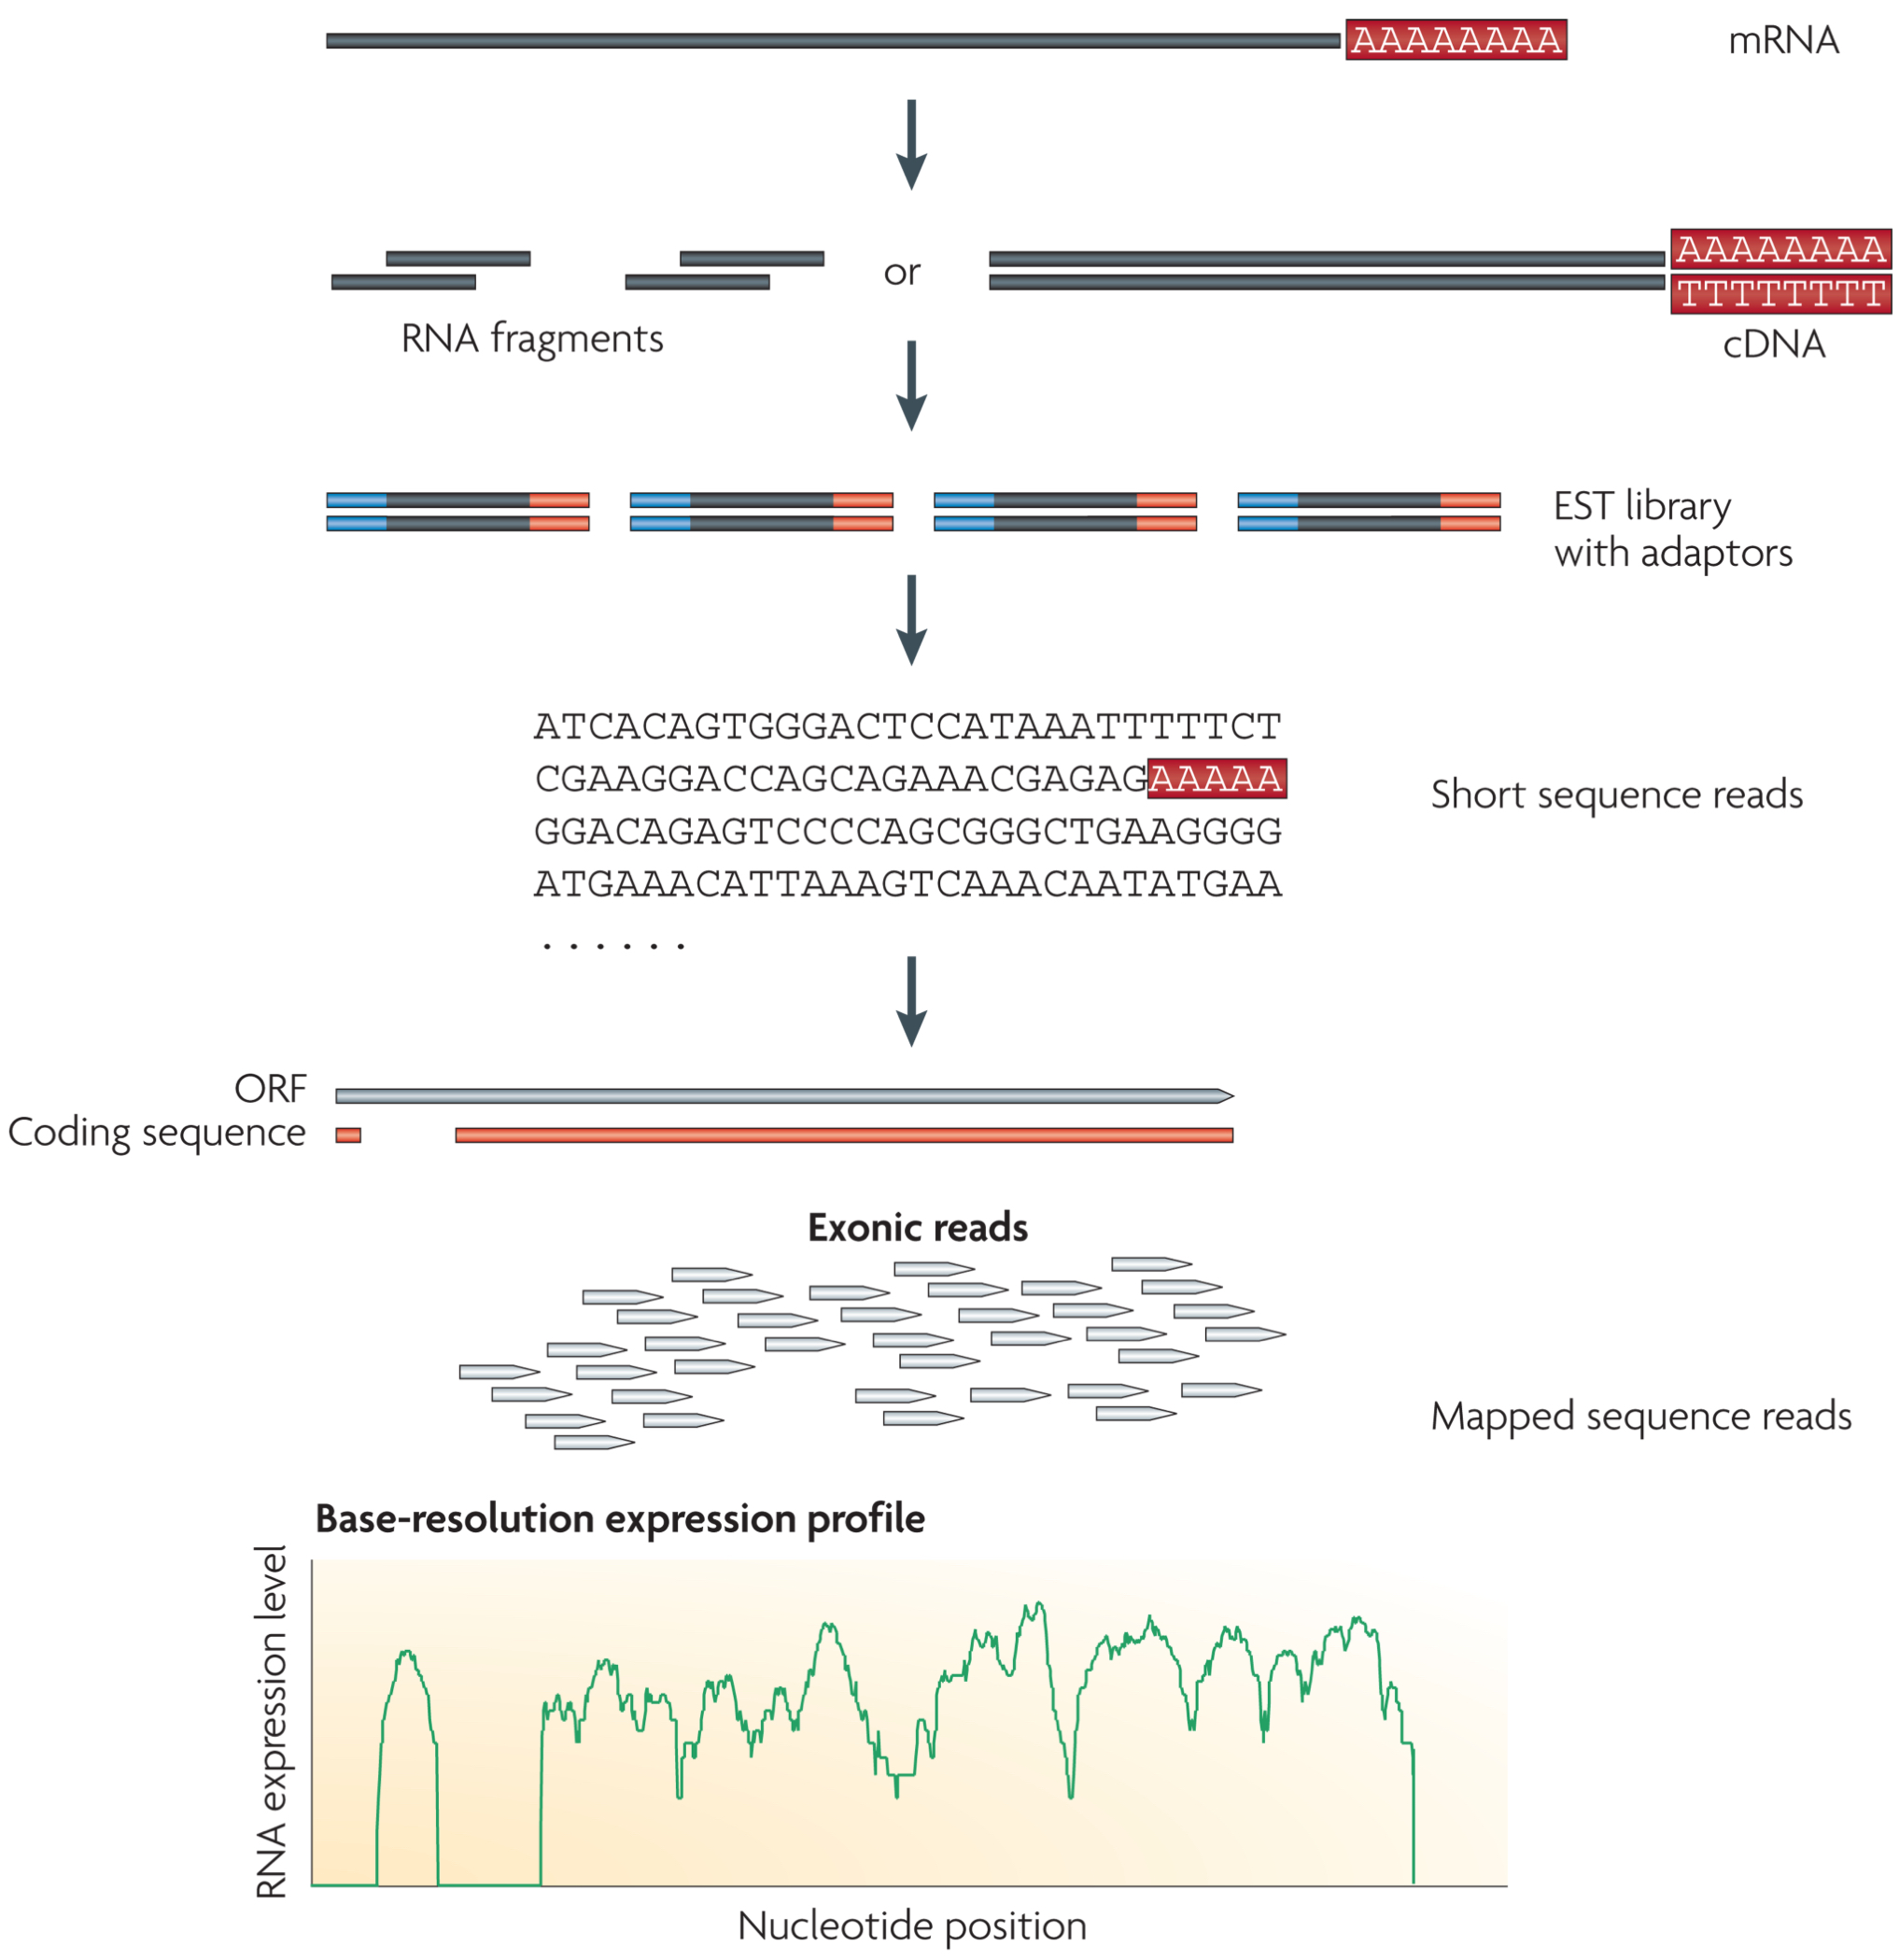 AAAAAAAA
mRNA
AAAAAAAA
or
TTTTTTTT
RNA fragments
cDNA
EST library
with adaptors
ATCACAGTGGGACTCCATAAATTTTTCT
CGAAGGACCAGCAGAAACGAGAGAAAAA
Short sequence reads
GGACAGAGTCCCCAGCGGGCTGAAGGGG
ATGAAACATTAAAGTCAAACAATATGAA
. . . . . .
ORF
Coding sequence
Exonic reads
Mapped sequence reads
Base-resolution expression profile
RNA expression level
Nucleotide position